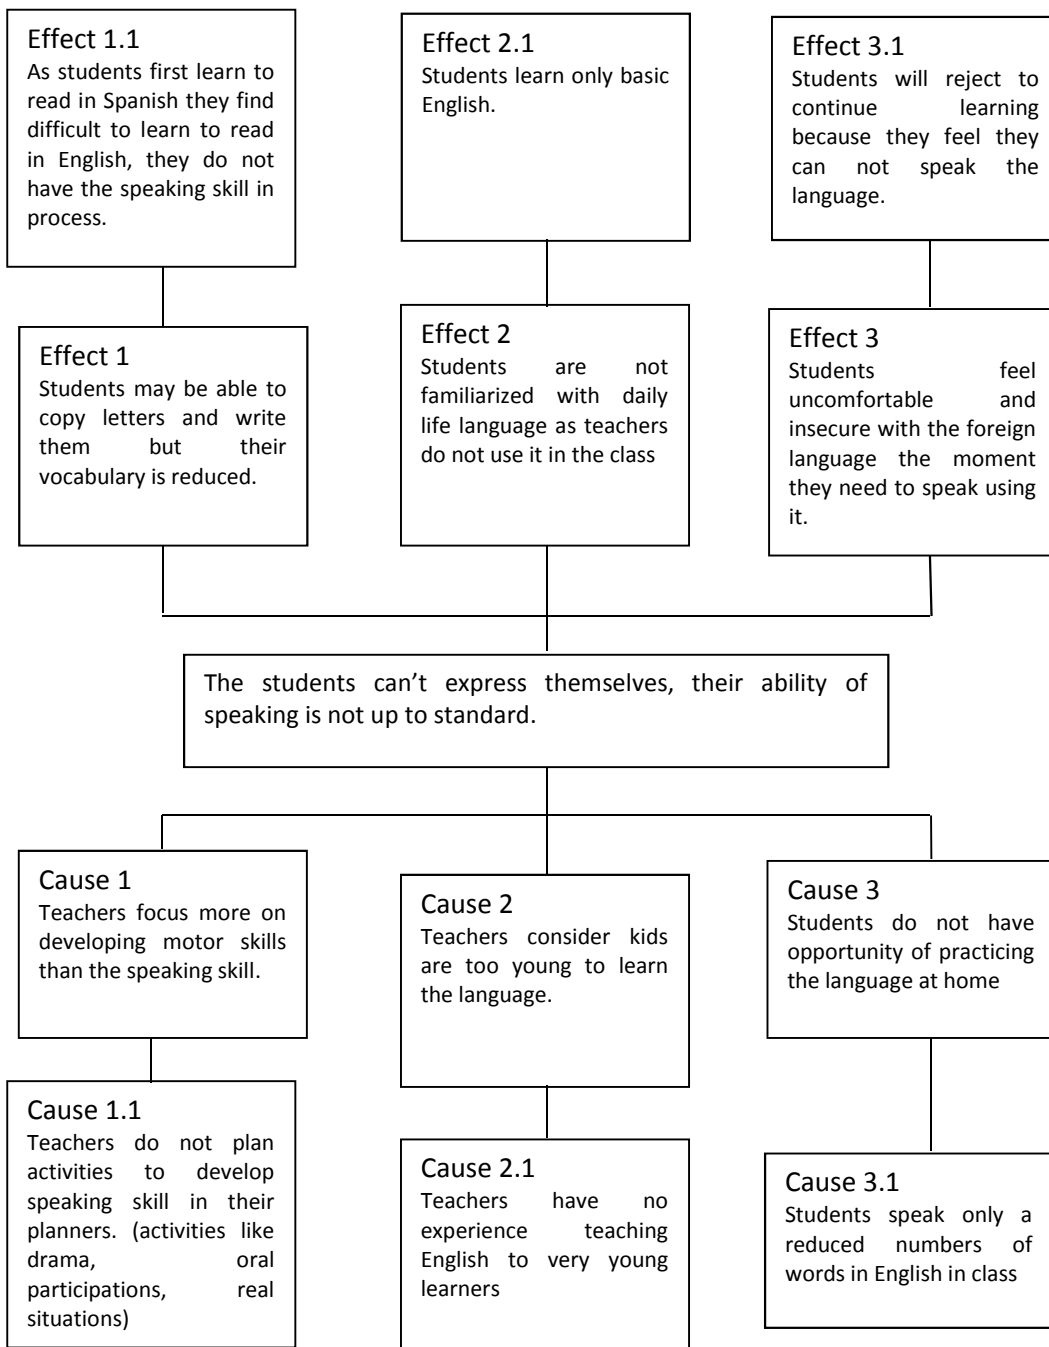 Effect 1.1
As students first learn to
read in Spanish they find
difficult to learn to read
in English, they do not
have the speaking skill in
process.
Effect 2.1
Students learn only basic
English.
Effect 3.1
Students will reject to
continue learning
because they feel they
can not speak the
language.
Effect 1
Students may be able to
copy letters and write
them but their
vocabulary is reduced.
Effect 2
Students are not
familiarized with daily
life language as teachers
do not use it in the class
Effect 3
Students feel
uncomfortable and
insecure with the foreign
language the moment
they need to speak using
it.
The students can’t express themselves, their ability of
speaking is not up to standard.
Cause 1
Teachers focus more on
developing motor skills
than the speaking skill.
Cause 2
Teachers consider kids
are too young to learn
the language.
Cause 3
Students do not have
opportunity of practicing
the language at home
Cause 1.1
Teachers do not plan
activities to develop
speaking skill in their
planners. (activities like
drama, oral
participations, real
situations)
Cause 2.1
Teachers have no
experience teaching
English to very young
learners
Cause 3.1
Students speak only a
reduced numbers of
words in English in class